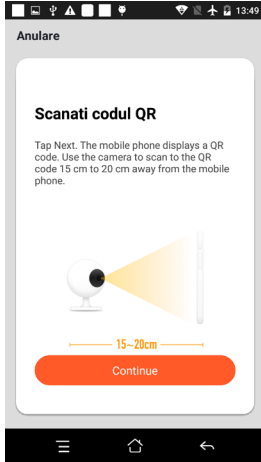 13:49
Anulare
Scanati codul QR
Tap Next. The mobile phone displays a QR
code. Use the camera to scan to the QR
code 15 cm to 20 cm away from the mobile
phone.
15~20cm
Continue